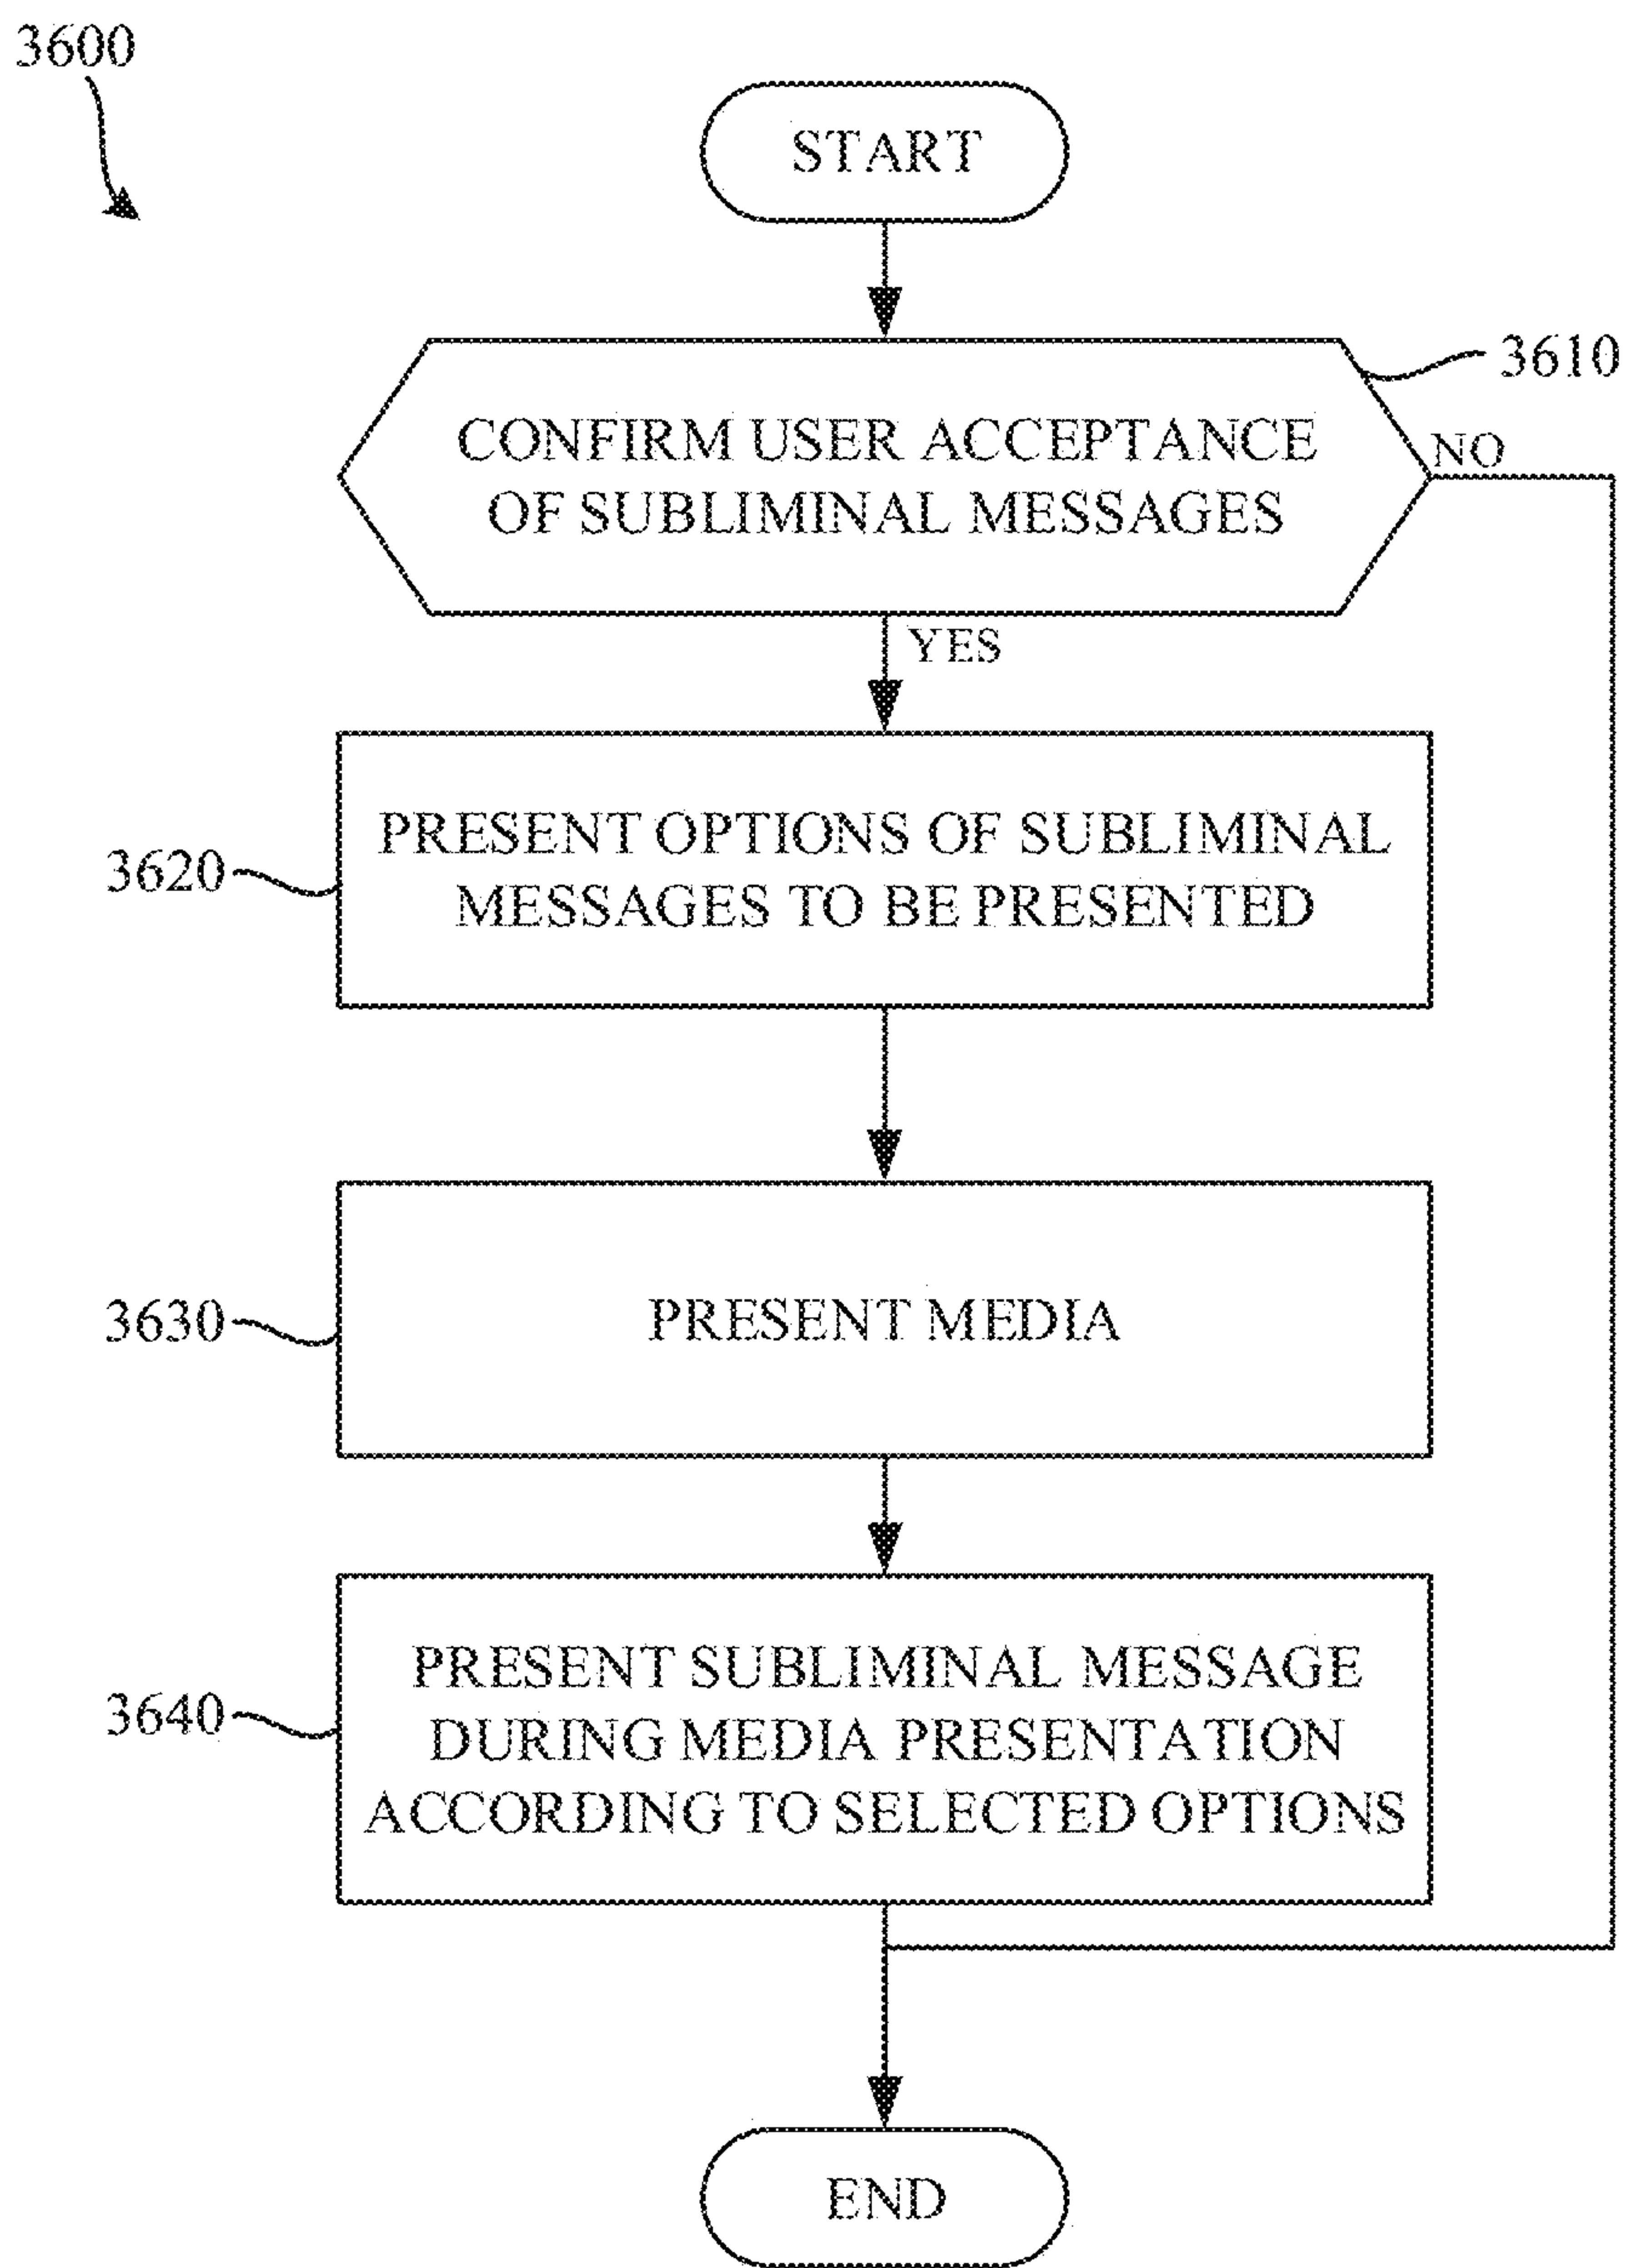 3600
START
3610
CONFIRM USER ACCEPTANCE
OF SUBLIMINAL MESSAGES
NO
YES
3620
PRESENT OPTIONS OF SUBLIMINAL
MESSAGES TO BE PRESENTED
3630
PRESENT MEDIA
3640
PRESENT SUBLIMINAL MESSAGE
DURING MEDIA PRESENTATION
ACCORDING TO SELECTED OPTIONS
END